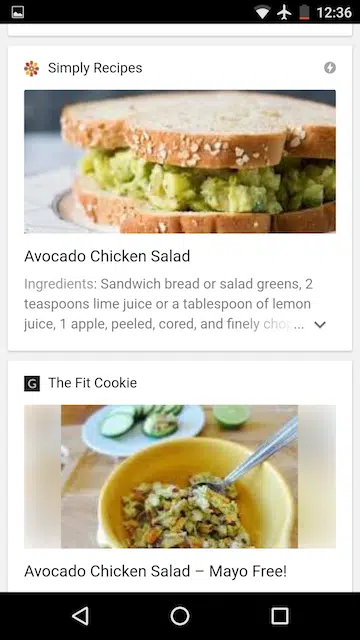 12:36
Simply Recipes
Avocado Chicken Salad
Ingredients: Sandwich bread or salad greens, 2
teaspoons lime juice or a tablespoon of lemon
juice, 1 apple, peeled, cored, and finely chop...
G The Fit Cookie
Avocado Chicken Salad – Mayo Free!